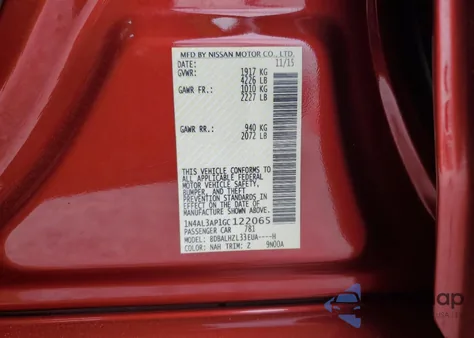 MFD BY NISSAN MOTOR CO., LTD.
DATE: 11/15
GVWR: 1917 KG
4226 LB
GAWR FR.: 1010 KG
2227 LB
GAWR RR.: 940 KG
2072 LB
THIS VEHICLE CONFORMS TO
ALL APPLICABLE FEDERAL
MOTOR VEHICLE SAFETY,
BUMPER, AND THEFT
PREVENTION STANDARDS IN
EFFECT ON THE DATE OF
MANUFACTURE SHOWN ABOVE.
1N4AL3AP1GC122065
PASSENGER CAR 781
MODEL: BDBALHZL33EUA----H
COLOR: NAH TRIM: Z 9N00A